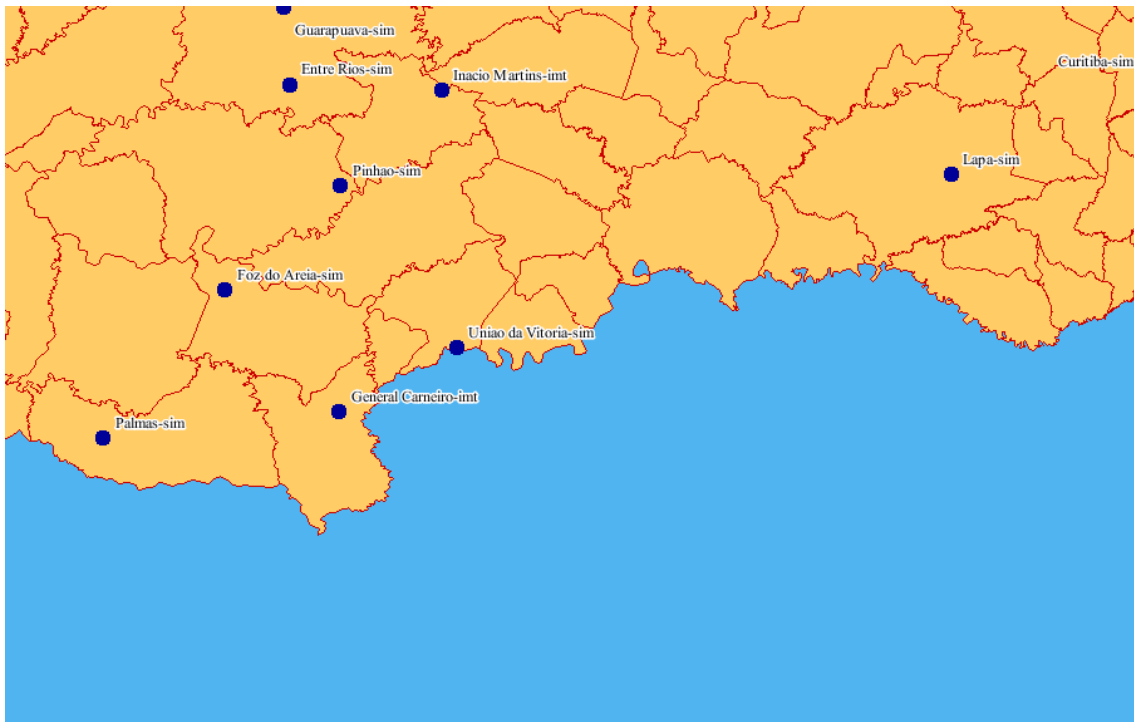 Guarapuava-sim
Entre Rios-sim
Inacio Martins-imt
Curitiba-sim
Lapa-sim
Pinhao-sim
Foz do Areia-sim
Uniao da Vitoria-sim
General Carneiro-imt
Palmas-sim